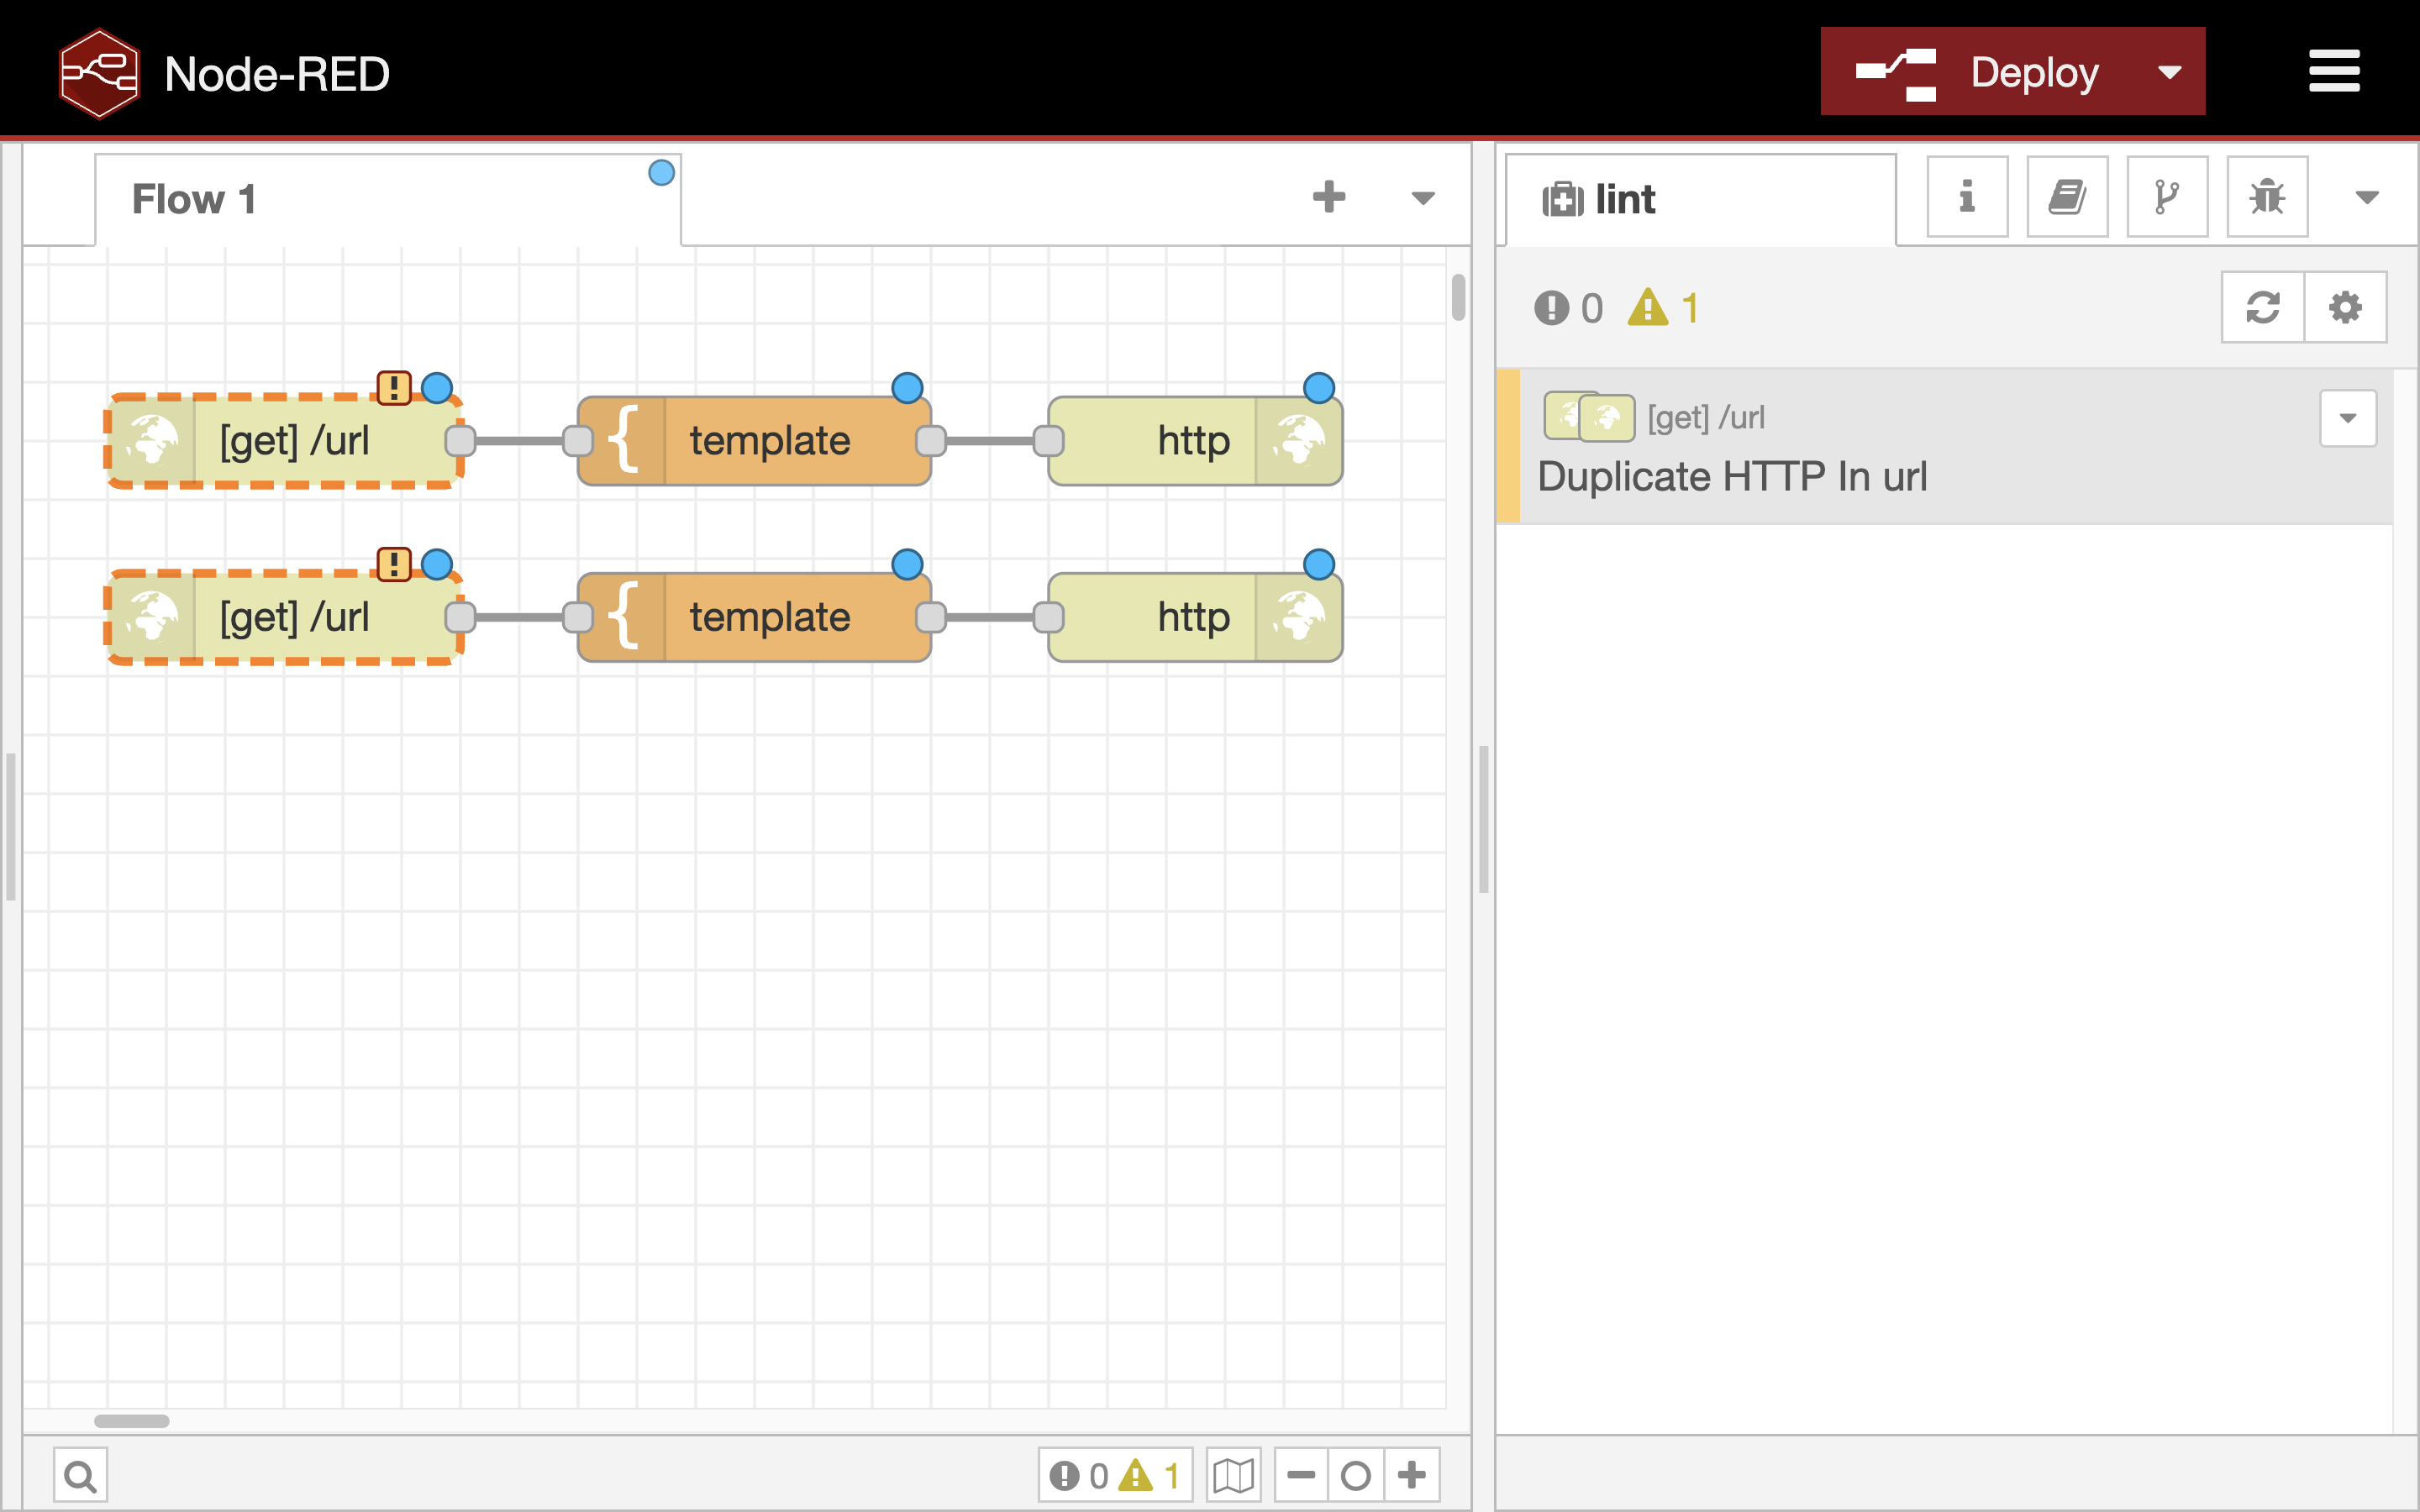 Node-RED
Deploy
Flow 1
lint
0 1
[get] /url
Duplicate HTTP In url
[get] /url
template
http
[get] /url
template
http
0 1